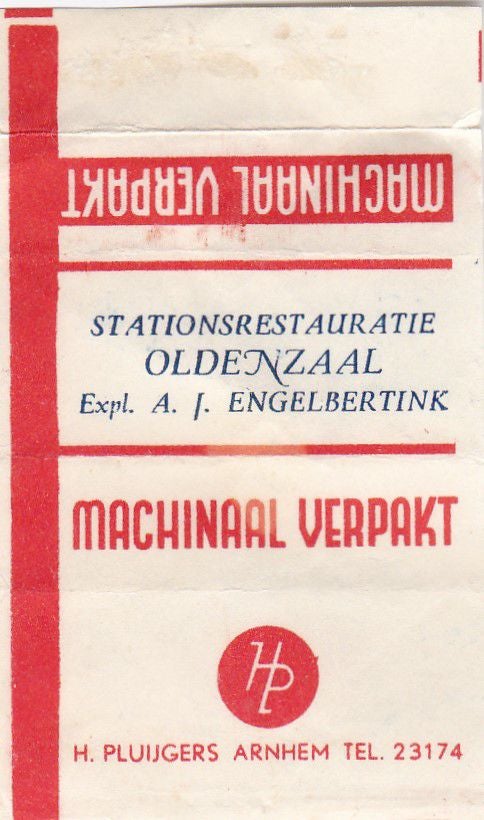 MACHINAAL VERPAKT
STATIONSRESTAURATIE
OLDENZAAL
Expl. A. J. ENGELBERTINK
MACHINAAL VERPAKT
HP
H. PLUIJGERS ARNHEM TEL. 23174